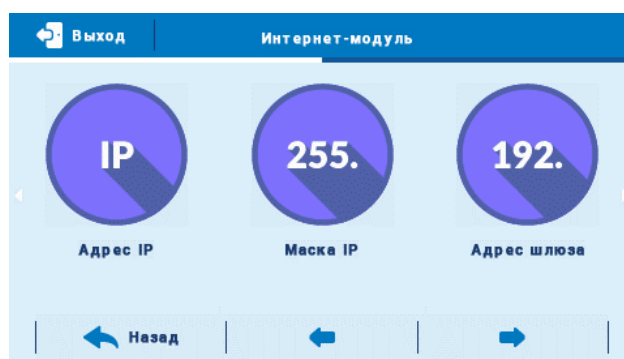 Выход
Интернет-модуль
IP
255.
192.
Адрес IP
Маска IP
Адрес шлюза
Назад